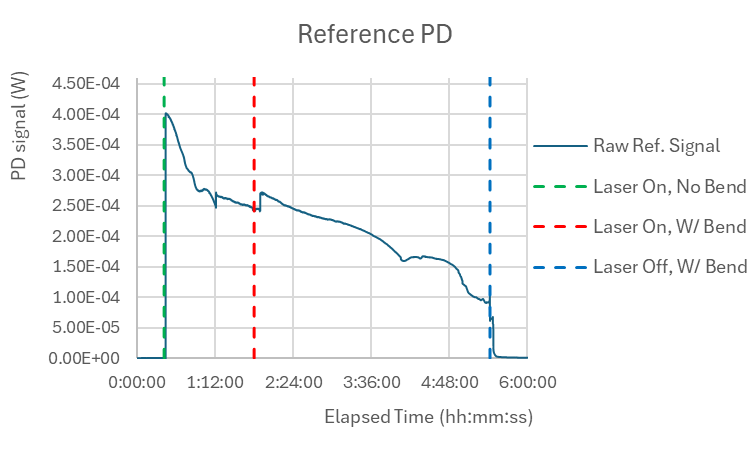 Reference PD
PD signal (W)
4.50E-04
4.00E-04
3.50E-04
3.00E-04
2.50E-04
2.00E-04
1.50E-04
1.00E-04
5.00E-05
0.00E+00
0:00:00 1:12:00 2:24:00 3:36:00 4:48:00 6:00:00
Elapsed Time (hh:mm:ss)
Raw Ref. Signal
Laser On, No Bend
Laser On, W/ Bend
Laser Off, W/ Bend